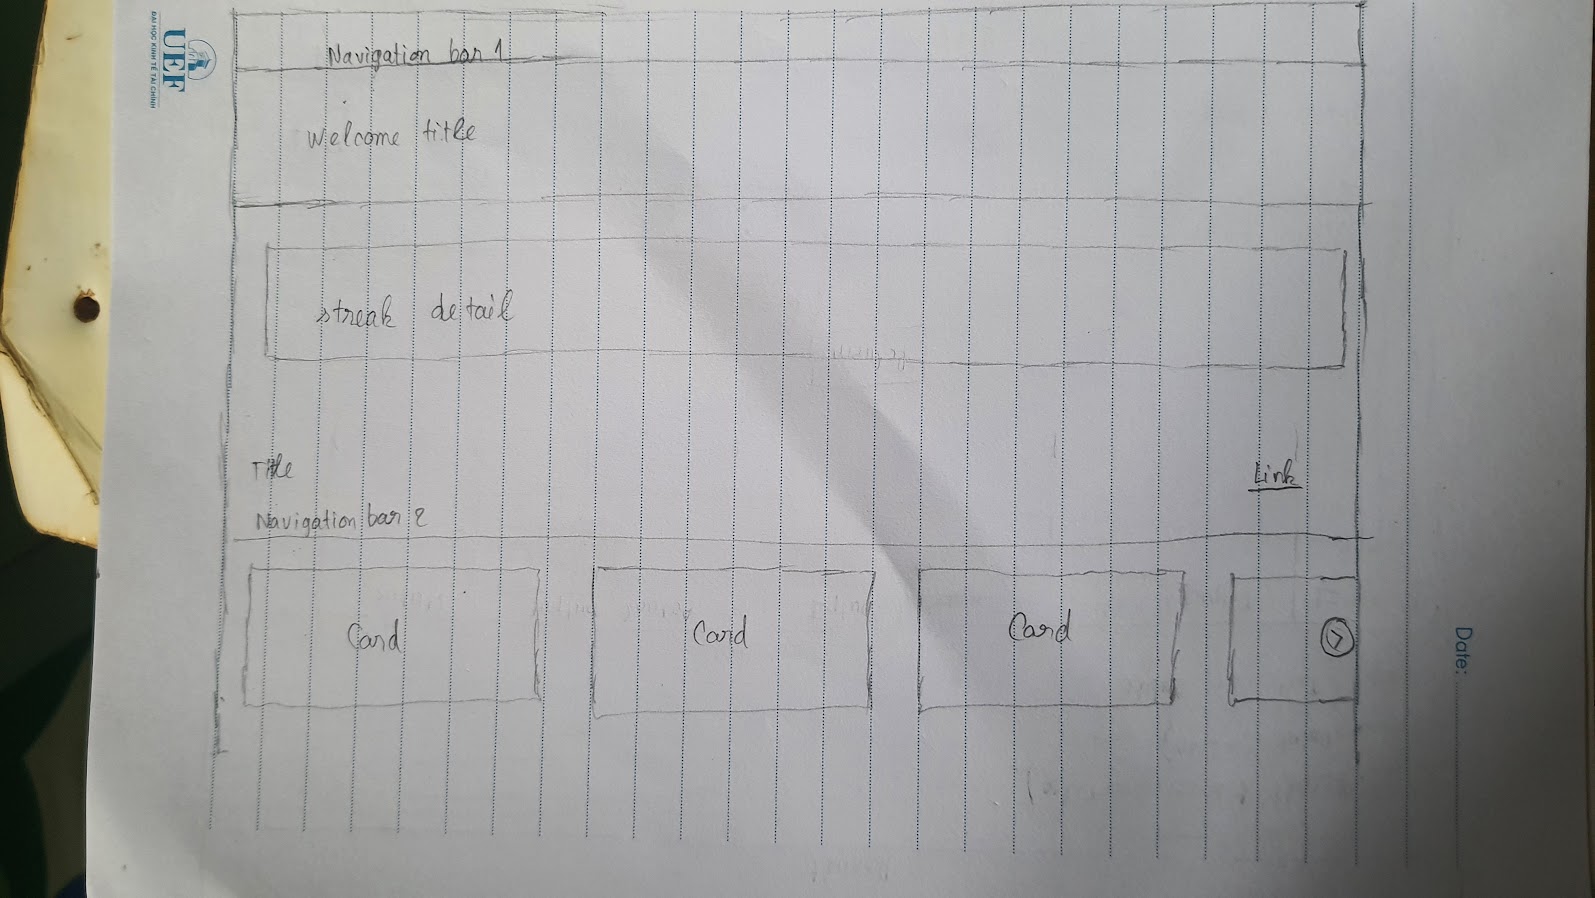 Navigation bar 1
Welcome title
streak detail
Title
Link
Navigation bar 2
Card
Card
Card
UEF
ĐẠI HỌC KINH TẾ TÀI CHÍNH
Date: